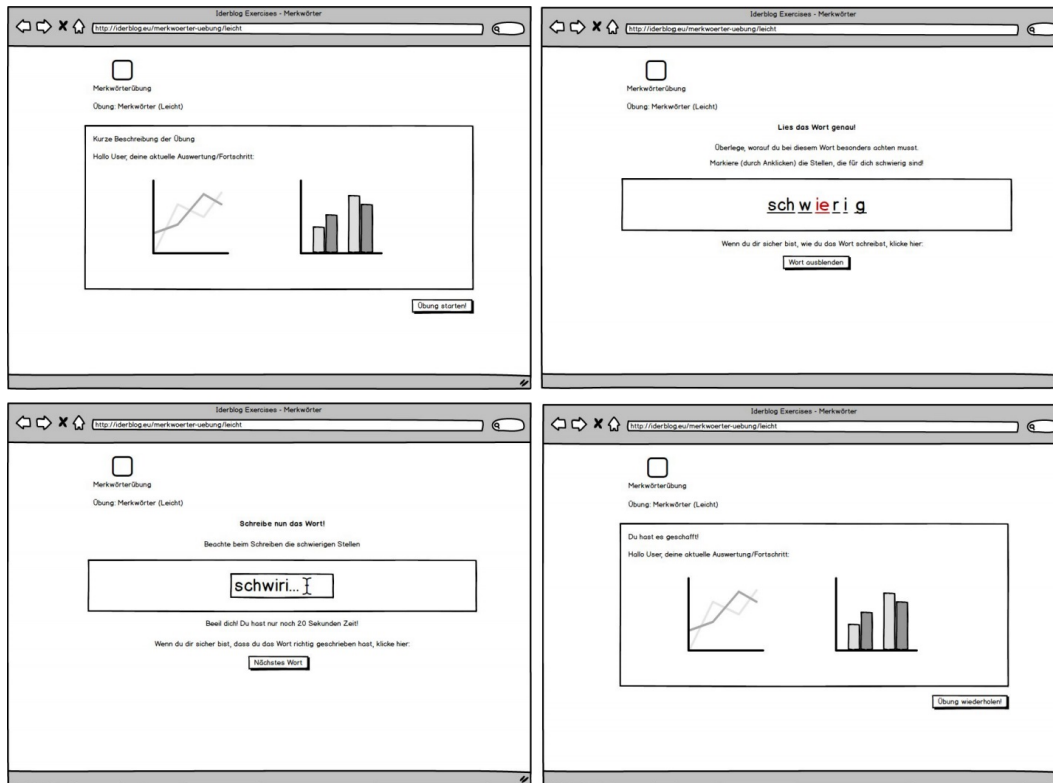 Iderblog Exercises - Merkwörter
http://iderblog.eu/merkwoerter-uebung/leicht
Merkwörterübung
Übung: Merkwörter (Leicht)
Kurze Beschreibung der Übung
Hallo User, deine aktuelle Auswertung/Fortschritt:
Übung starten!
Iderblog Exercises - Merkwörter
http://iderblog.eu/merkwoerter-uebung/leicht
Merkwörterübung
Übung: Merkwörter (Leicht)
Lies das Wort genau!
Überlege, worauf du bei diesem Wort besonders achten musst.
Markiere (durch Anklicken) die Stellen, die für dich schwierig sind!
sch w ie r i g
Wenn du dir sicher bist, wie du das Wort schreibst, klicke hier:
Wort ausblenden
Iderblog Exercises - Merkwörter
http://iderblog.eu/merkwoerter-uebung/leicht
Merkwörterübung
Übung: Merkwörter (Leicht)
Schreibe nun das Wort!
Beachte beim Schreiben die schwierigen Stellen
schwiri...
Beeil dich! Du hast nur noch 20 Sekunden Zeit!
Wenn du dir sicher bist, dass du das Wort richtig geschrieben hast, klicke hier:
Nächstes Wort
Iderblog Exercises - Merkwörter
http://iderblog.eu/merkwoerter-uebung/leicht
Merkwörterübung
Übung: Merkwörter (Leicht)
Du hast es geschafft!
Hallo User, deine aktuelle Auswertung/Fortschritt:
Übung wiederholen!